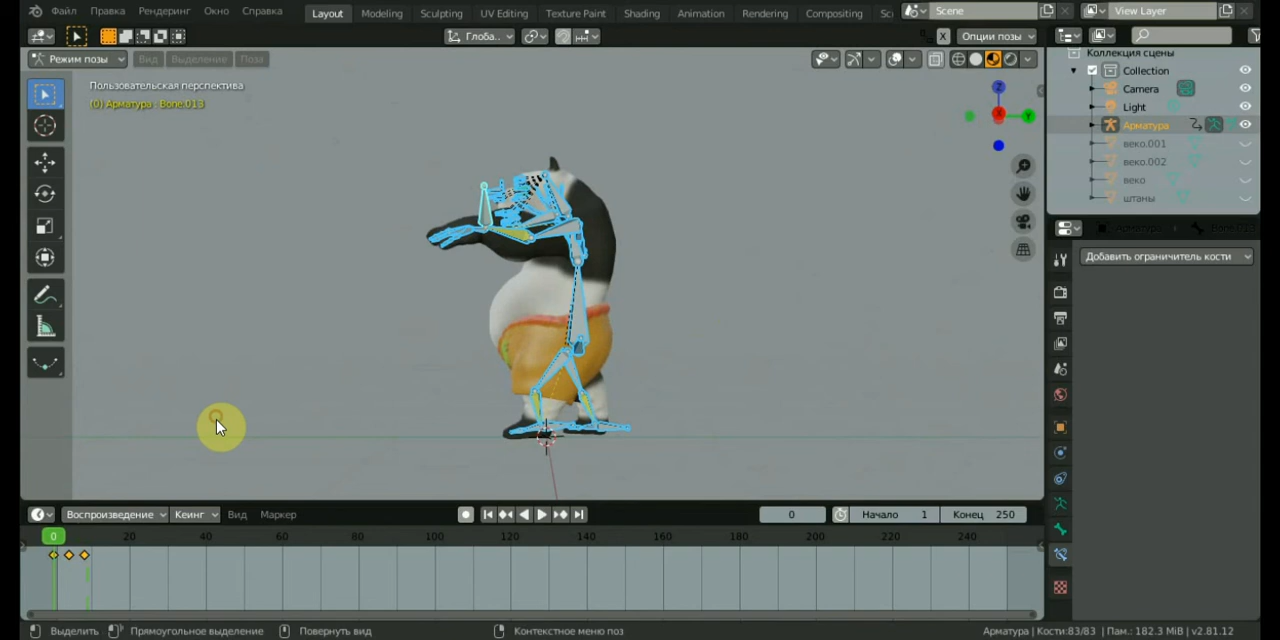 Файл Правка Рендеринг Окно Справка Layout Modeling Sculpting UV Editing Texture Paint Shading Animation Rendering Compositing Sc Scene View Layer
Глоба.. X Опции позы
Режим позы Вид Выделение Поза
Пользовательская перспектива
(0) Арматура : Bone.013
Z
X
Y
Коллекция сцены
Collection
Camera
Light
Арматура
веко.001
веко.002
веко
штаны
Арматура Bone.013
Добавить ограничитель кости
Воспроизведение Кеинг Вид Маркер 0 Начало 1 Конец 250
0 20 40 60 80 100 120 140 160 180 200 220 240
Выделить Прямоугольное выделение Повернуть вид Контекстное меню поз Арматура | Кости:83/83 | Пам.: 182.3 MiB | v2.81.12